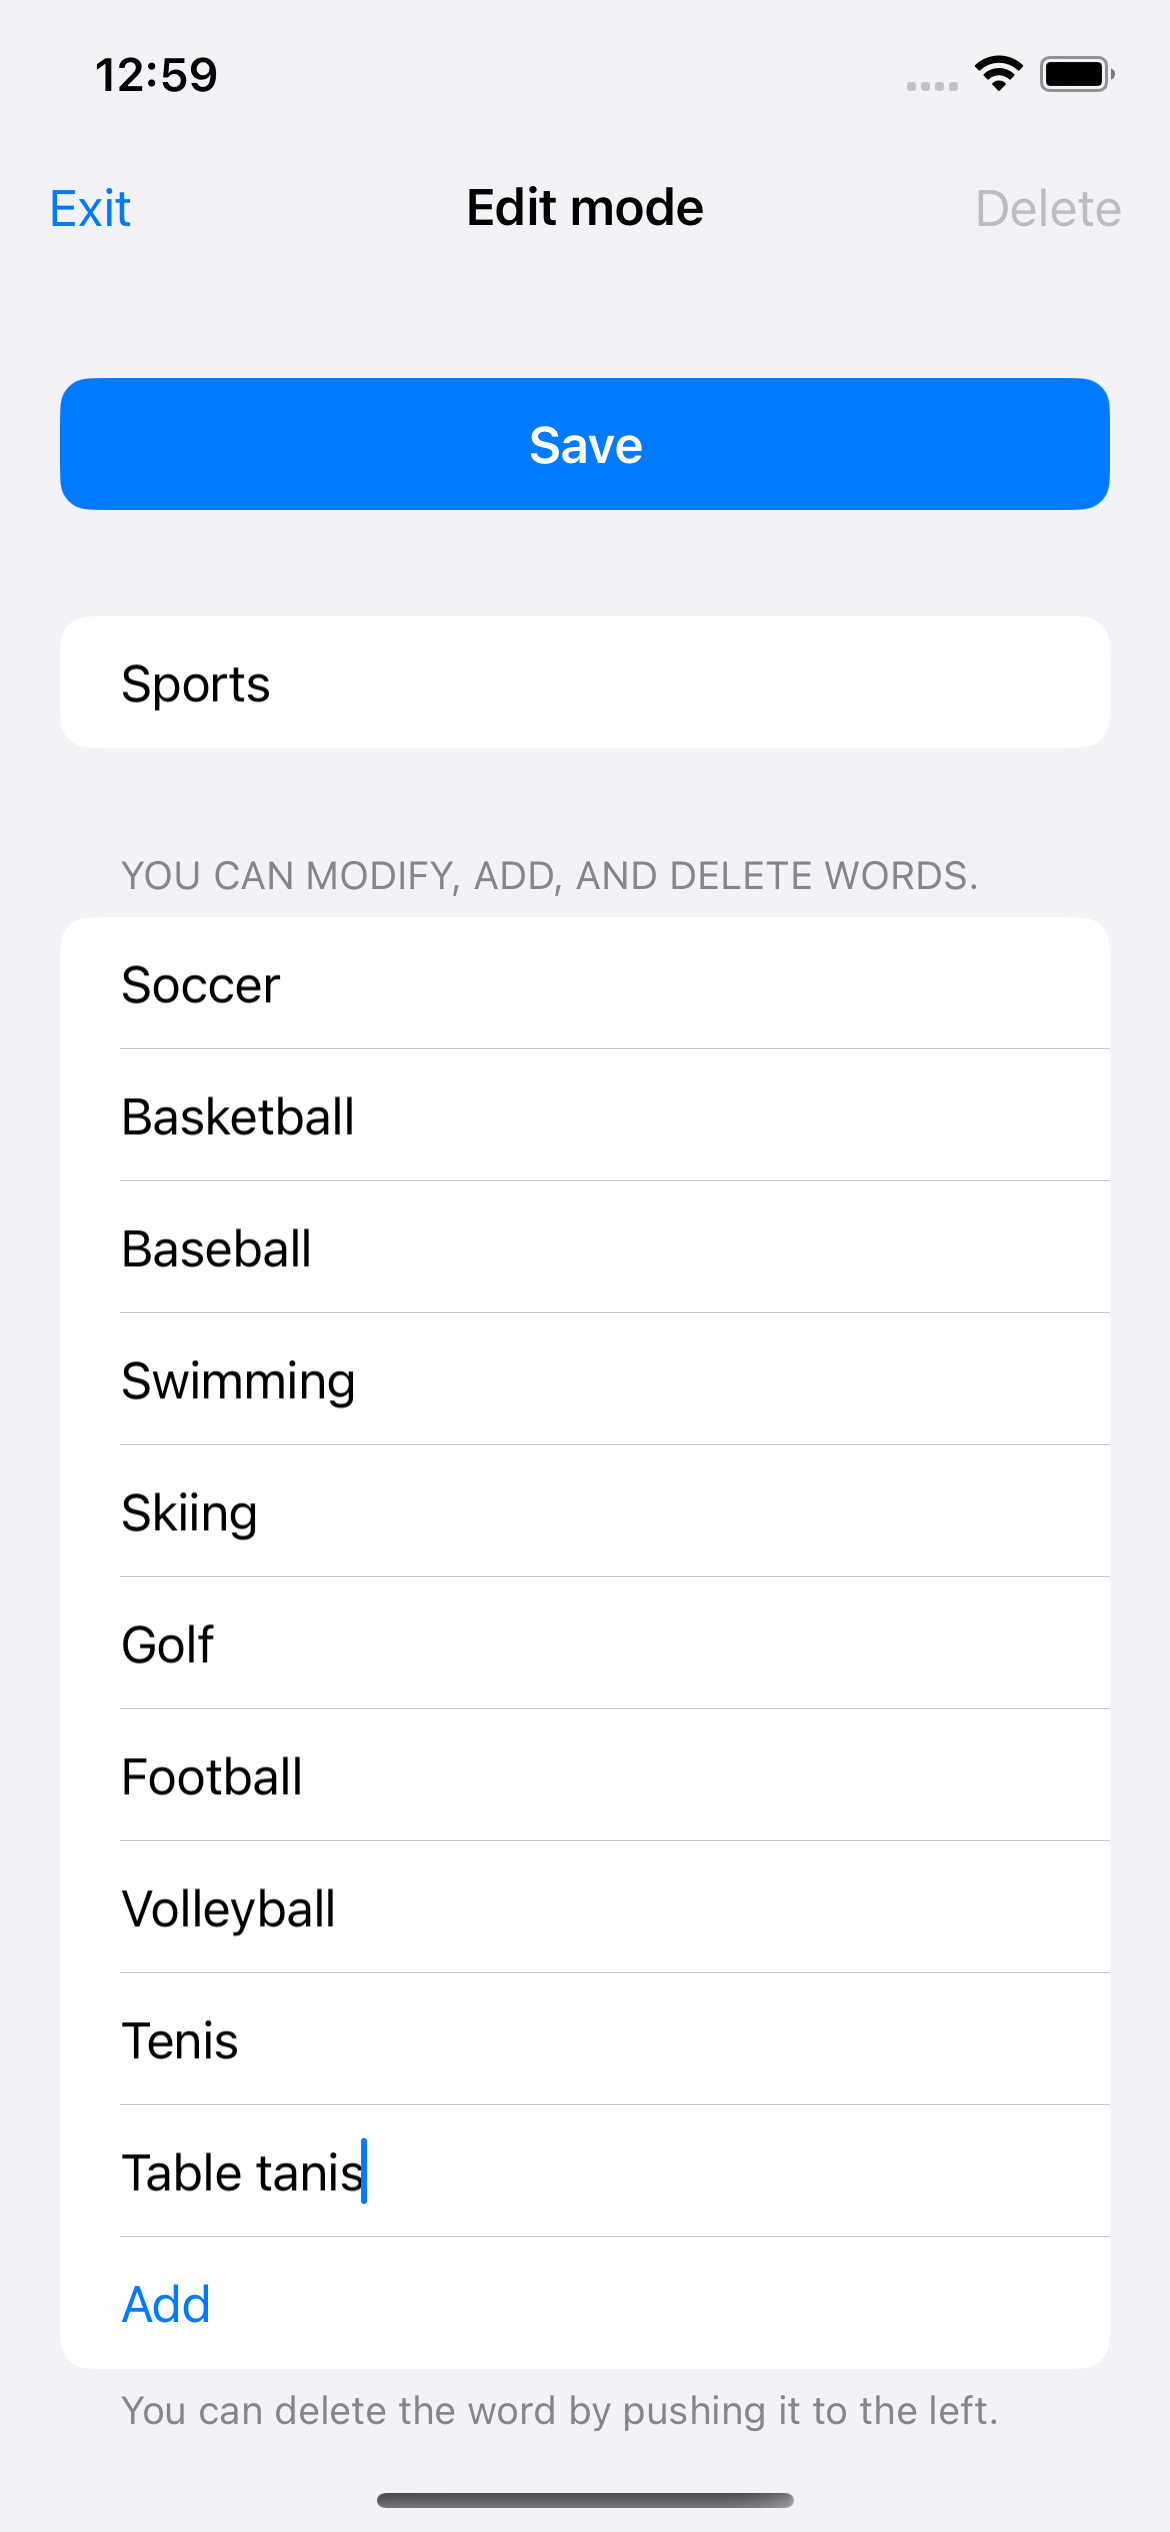 12:59
Exit
Edit mode
Delete
Save
Sports
YOU CAN MODIFY, ADD, AND DELETE WORDS.
Soccer
Basketball
Baseball
Swimming
Skiing
Golf
Football
Volleyball
Tenis
Table tanis
Add
You can delete the word by pushing it to the left.